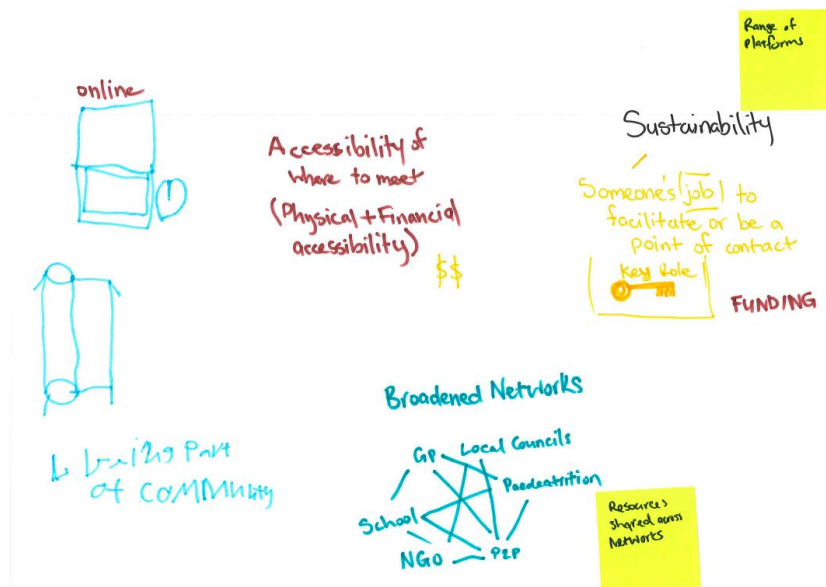 Range of
Platforms
online
Accessibility of
where to meet
(Physical + Financial
accessibility)
$$
Sustainability
Someone's job to
facilitate or be a
point of contact
Key Role
FUNDING
Broadened Networks
GP
Local Councils
Paedeatrition
School
NGO
P2P
being Part
of COMMUNITY
Resources
shared across
Networks